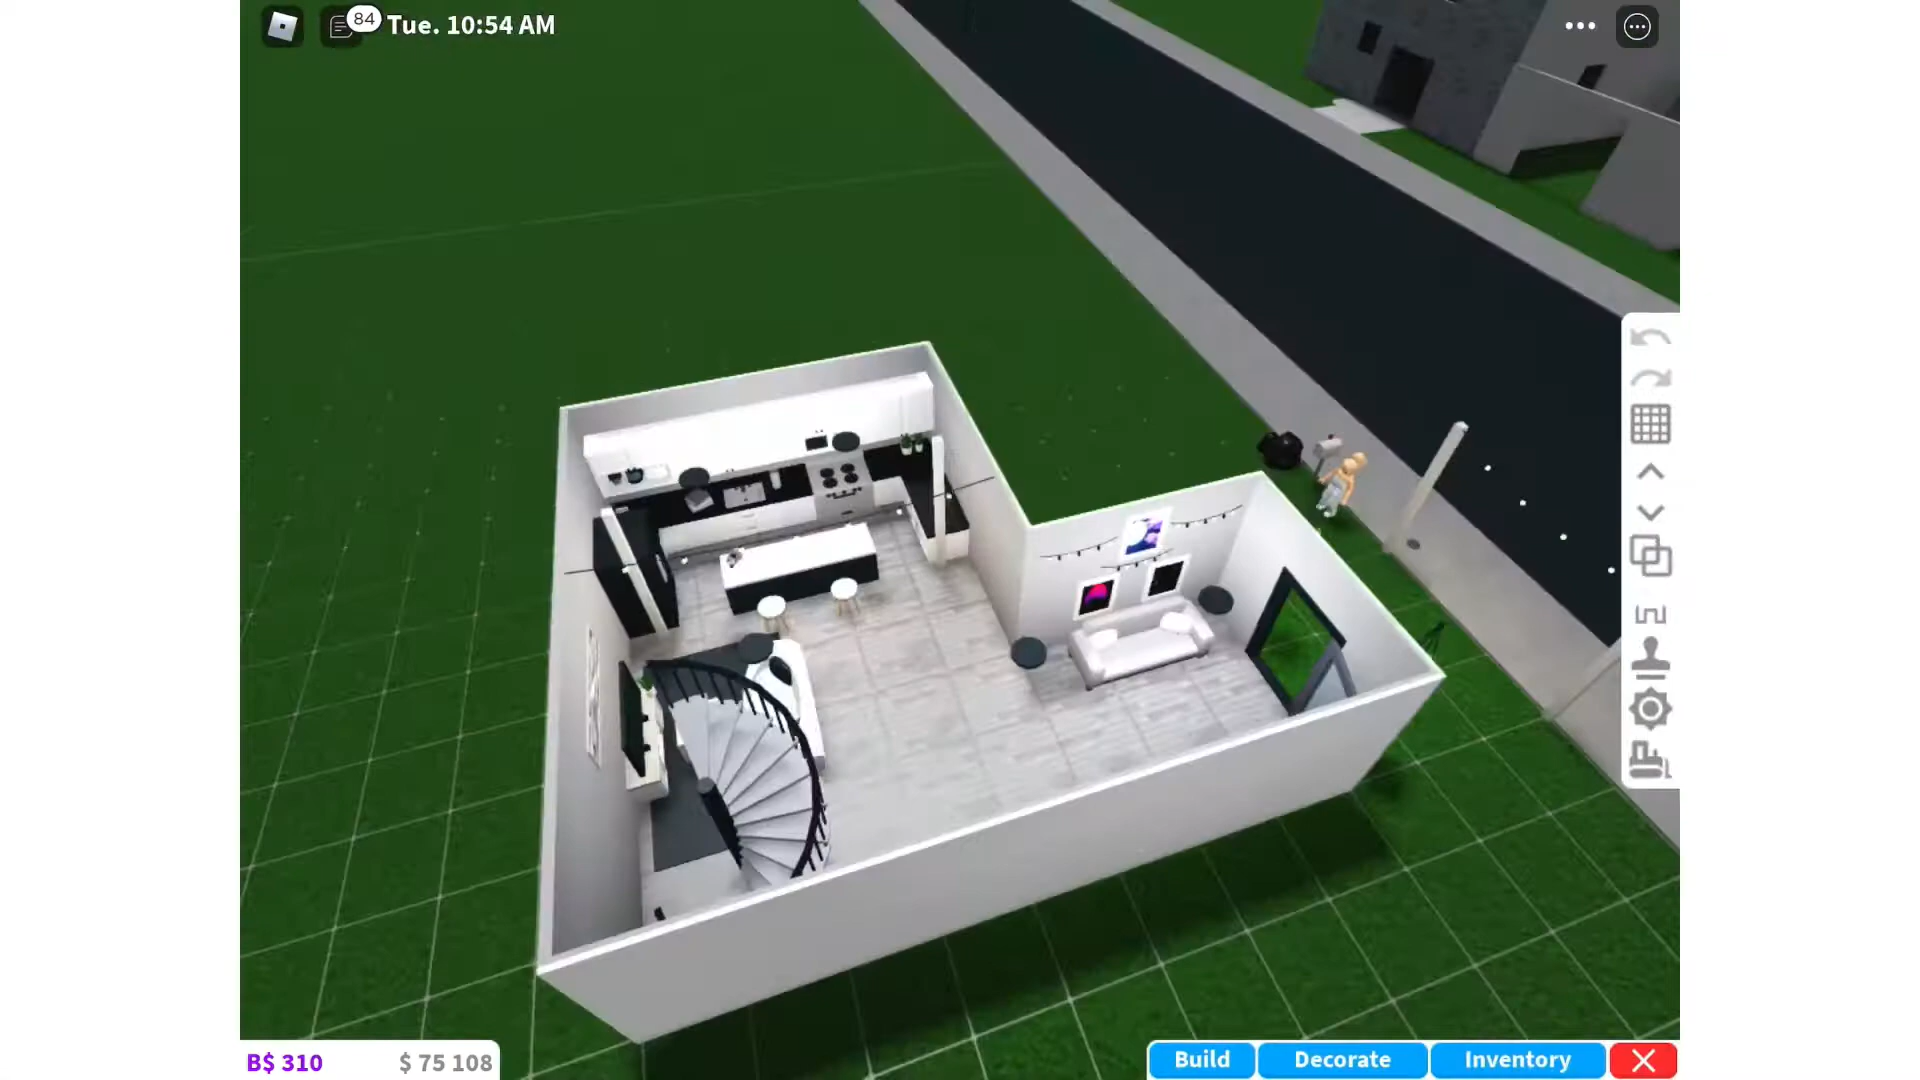 84
Tue. 10:54 AM
B$ 310
$ 75 108
Build
Decorate
Inventory